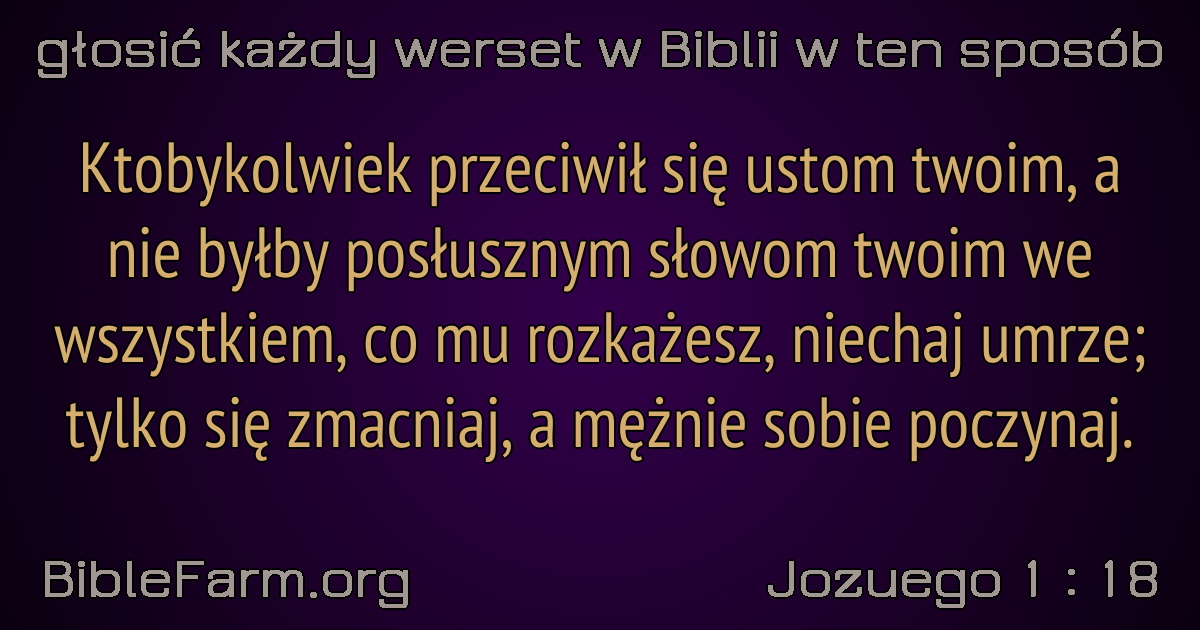 głosić każdy werset w Biblii w ten sposób
Ktobykolwiek przeciwił się ustom twoim, a
nie byłby posłusznym słowom twoim we
wszystkiem, co mu rozkażesz, niechaj umrze;
tylko się zmacniaj, a mężnie sobie poczynaj.
BibleFarm.org
Jozuego 1 : 18